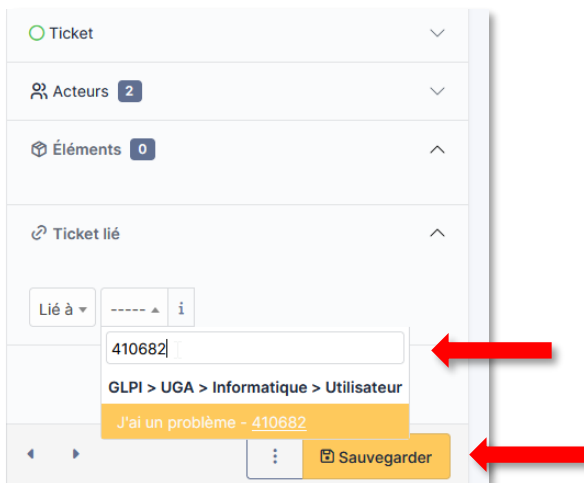 Ticket
Acteurs 2
Éléments 0
Ticket lié
Lié à ----- i
410682
GLPI > UGA > Informatique > Utilisateur
J'ai un problème - 410682
Sauvegarder